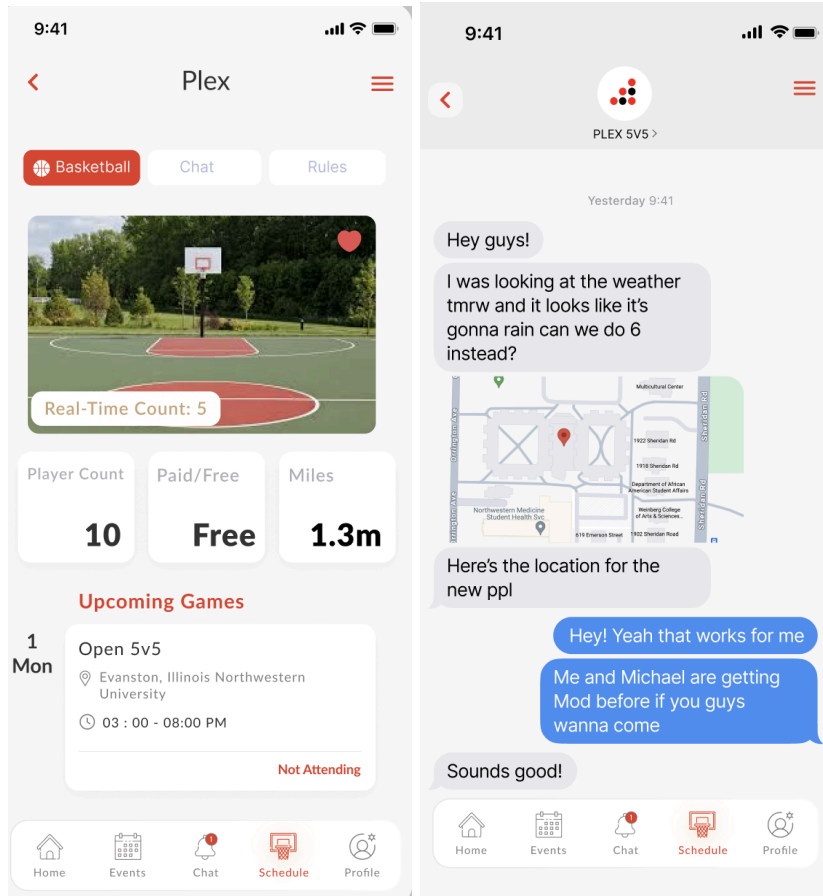 9:41
Plex
Basketball
Chat
Rules
Real-Time Count: 5
Player Count
10
Paid/Free
Free
Miles
1.3m
Upcoming Games
1
Mon
Open 5v5
Evanston, Illinois Northwestern
University
03 : 00 - 08:00 PM
Not Attending
Home
Events
1
Chat
Schedule
Profile
9:41
PLEX 5V5 >
Yesterday 9:41
Hey guys!
I was looking at the weather
tmrw and it looks like it's
gonna rain can we do 6
instead?
Multicultural Center
Orrington Ave
Sheridan Rd
1922 Sheridan Rd
1918 Sheridan Rd
Department of African
American Student Affairs
Orrington Ave
Sheridan Rd
Northwestern Medicine
Student Health Svc
Weinberg College
of Arts & Sciences...
619 Emerson Street
1902 Sheridan Road
Here's the location for the
new ppl
Hey! Yeah that works for me
Me and Michael are getting
Mod before if you guys
wanna come
Sounds good!
Home
Events
1
Chat
Schedule
Profile